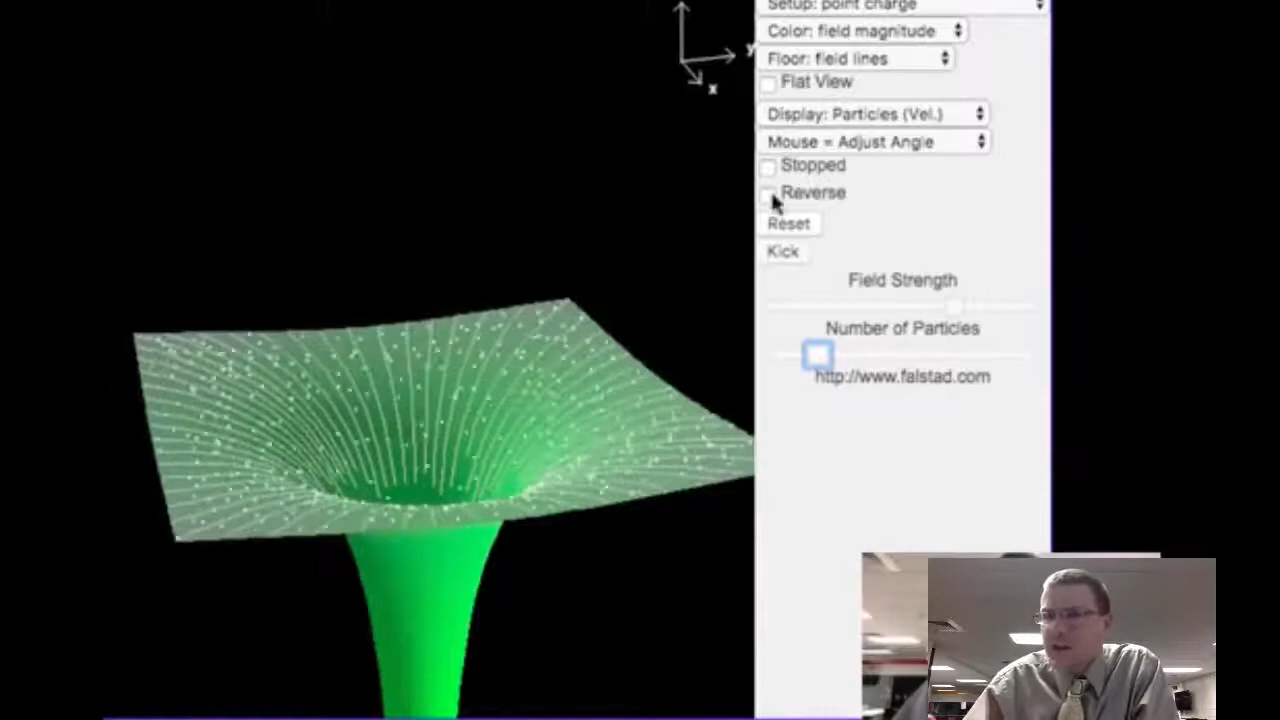 Setup: point charge
Color: field magnitude
Floor: field lines
Flat View
Display: Particles (Vel.)
Mouse = Adjust Angle
Stopped
Reverse
Reset
Kick
Field Strength
Number of Particles
http://www.falstad.com
y
x